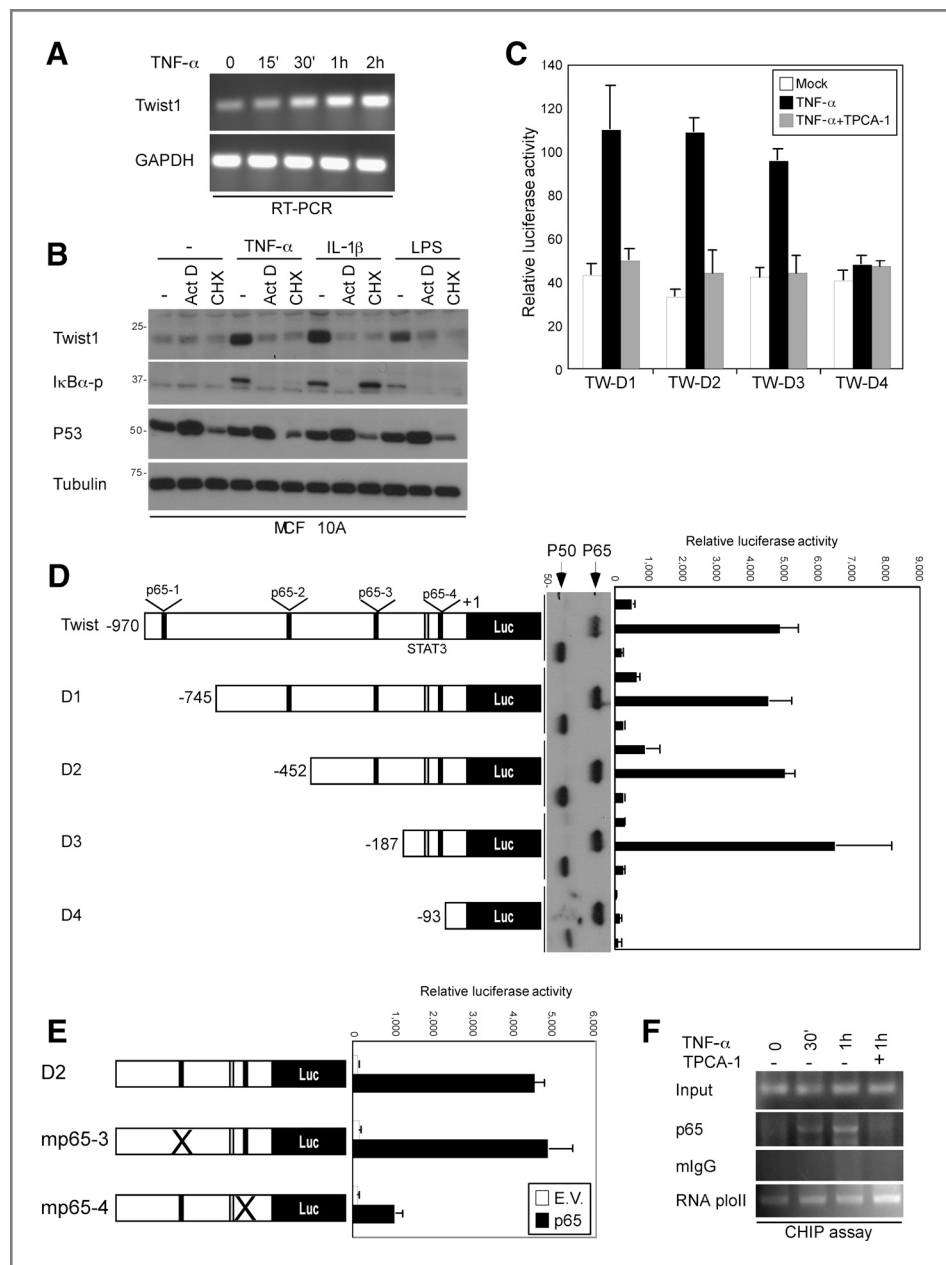 A
TNF-α 0 15' 30' 1h 2h
Twist1
GAPDH
RT-PCR
B
- TNF-α IL-1β LPS
- Act D CHX - Act D CHX - Act D CHX - Act D CHX
Twist1 25-
IκBα-p 37-
P53 50-
Tubulin 75-
MCF 10A
C
Relative luciferase activity
140
120
100
80
60
40
20
0
Mock
TNF-α
TNF-α+TPCA-1
TW-D1 TW-D2 TW-D3 TW-D4
D
p65-1 p65-2 p65-3 p65-4 +1
Twist -970 Luc
STAT3
D1 -745 Luc
D2 -452 Luc
D3 -187 Luc
D4 -93 Luc
50- P50 P65
Relative luciferase activity
0 1.000 2.000 3.000 4.000 5.000 6.000 7.000 8.000 9.000
E
Relative luciferase activity
0 1.000 2.000 3.000 4.000 5.000 6.000
D2 Luc
mp65-3 X Luc
mp65-4 X Luc
E.V.
p65
F
TNF-α 0 30' 1h 1h
TPCA-1 - - - +
Input
p65
mIgG
RNA ploII
CHIP assay